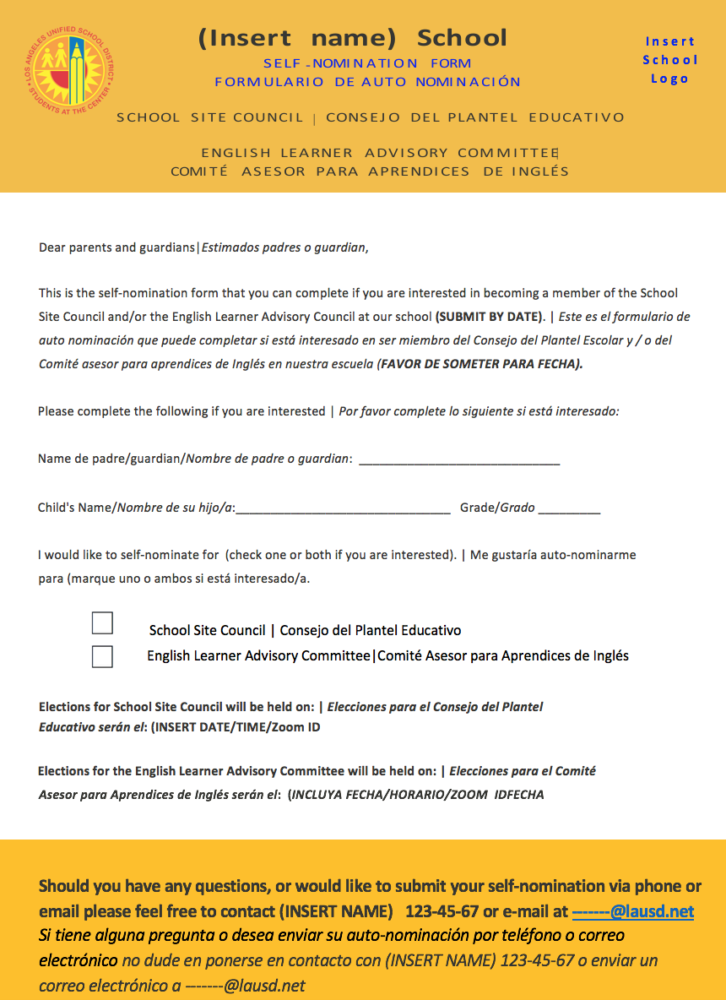 LOS ANGELES UNIFIED SCHOOL DISTRICT • STUDENTS AT THE CENTER •
(Insert name) School
SELF-NOMINATION FORM
FORMULARIO DE AUTO NOMINACIÓN
Insert
School
Logo
SCHOOL SITE COUNCIL | CONSEJO DEL PLANTEL EDUCATIVO
ENGLISH LEARNER ADVISORY COMMITTEE|
COMITÉ ASESOR PARA APRENDICES DE INGLÉS
Dear parents and guardians|Estimados padres o guardian,
This is the self-nomination form that you can complete if you are interested in becoming a member of the School
Site Council and/or the English Learner Advisory Council at our school (SUBMIT BY DATE). | Este es el formulario de
auto nominación que puede completar si está interesado en ser miembro del Consejo del Plantel Escolar y / o del
Comité asesor para aprendices de Inglés en nuestra escuela (FAVOR DE SOMETER PARA FECHA).
Please complete the following if you are interested | Por favor complete lo siguiente si está interesado:
Name de padre/guardian/Nombre de padre o guardian: ____________________________
Child's Name/Nombre de su hijo/a:______________________________ Grade/Grado _________
I would like to self-nominate for (check one or both if you are interested). | Me gustaría auto-nominarme
para (marque uno o ambos si está interesado/a.
School Site Council | Consejo del Plantel Educativo
English Learner Advisory Committee|Comité Asesor para Aprendices de Inglés
Elections for School Site Council will be held on: | Elecciones para el Consejo del Plantel
Educativo serán el: (INSERT DATE/TIME/Zoom ID
Elections for the English Learner Advisory Committee will be held on: | Elecciones para el Comité
Asesor para Aprendices de Inglés serán el: (INCLUYA FECHA/HORARIO/ZOOM IDFECHA
Should you have any questions, or would like to submit your self-nomination via phone or
email please feel free to contact (INSERT NAME) 123-45-67 or e-mail at -------@lausd.net
Si tiene alguna pregunta o desea enviar su auto-nominación por teléfono o correo
electrónico no dude en ponerse en contacto con (INSERT NAME) 123-45-67 o enviar un
correo electrónico a -------@lausd.net